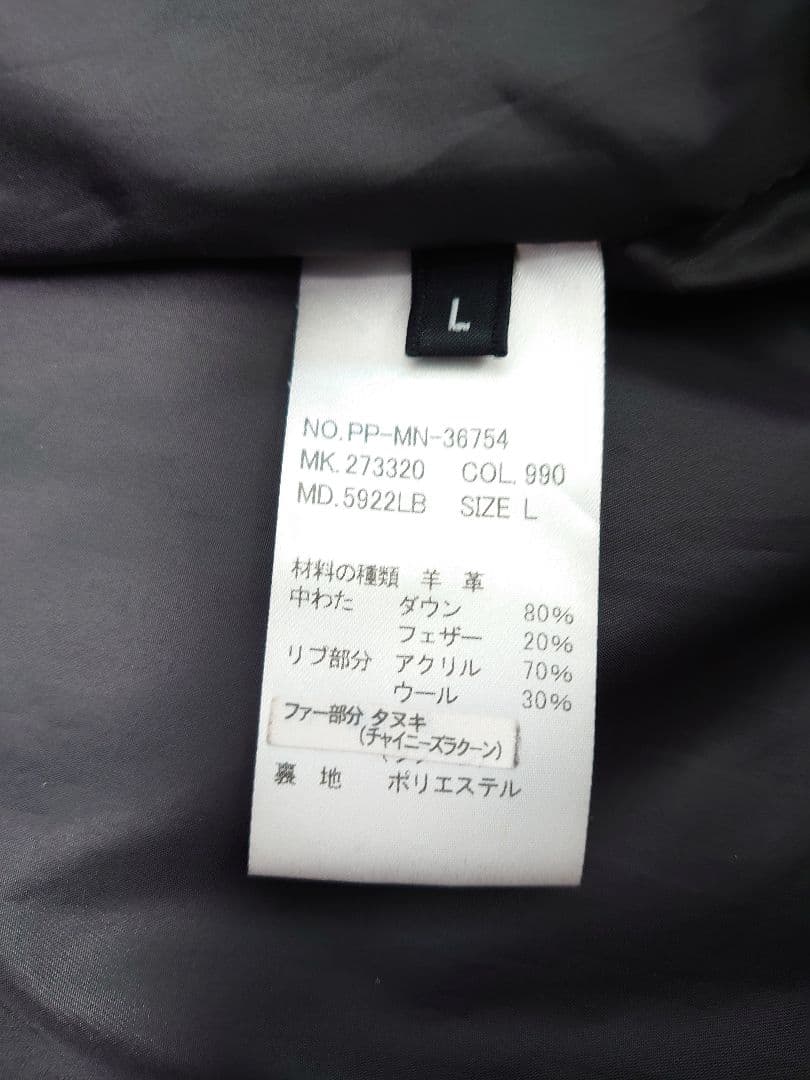 L
NO.PP-MN-36754
MK.273320 COL.990
MD.5922LB SIZE L
材料の種類 羊 革
中わた ダウン 80%
フェザー 20%
リブ部分 アクリル 70%
ウール 30%
ファー部分 タヌキ
(チャイニーズラクーン)
裏 地 ポリエステル